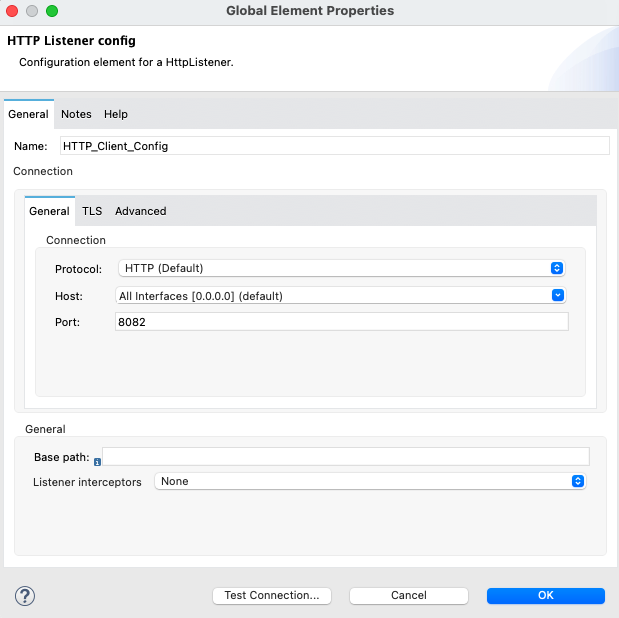 Global Element Properties
HTTP Listener config
Configuration element for a HttpListener.
General Notes Help
Name: HTTP_Client_Config
Connection
General TLS Advanced
Connection
Protocol: HTTP (Default)
Host: All Interfaces [0.0.0.0] (default)
Port: 8082
General
Base path:
Listener interceptors None
? Test Connection... Cancel OK